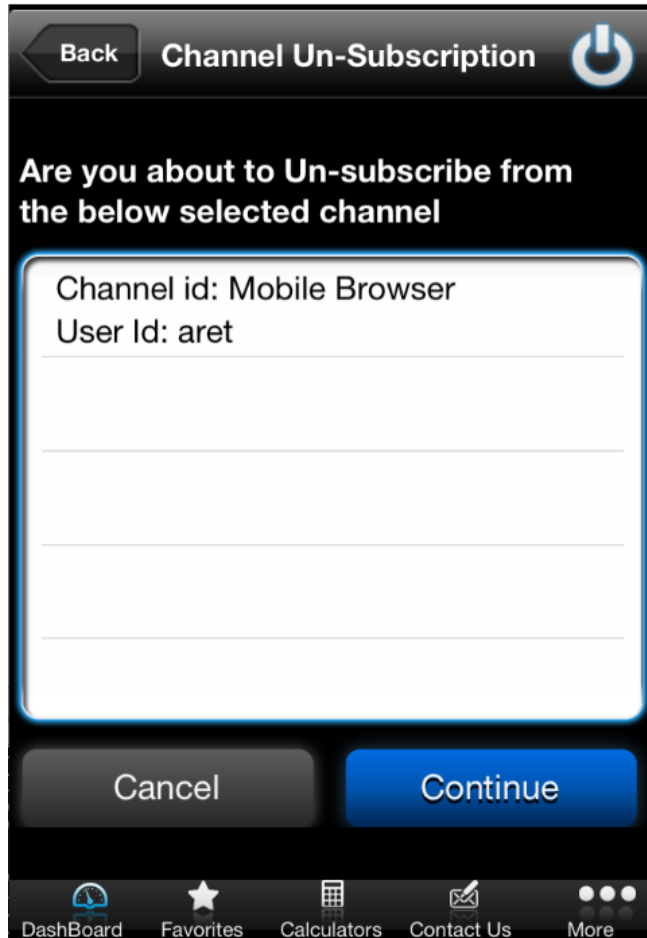 Back
Channel Un-Subscription
Are you about to Un-subscribe from
the below selected channel
Channel id: Mobile Browser
User Id: aret
Cancel
Continue
DashBoard
Favorites
Calculators
Contact Us
More